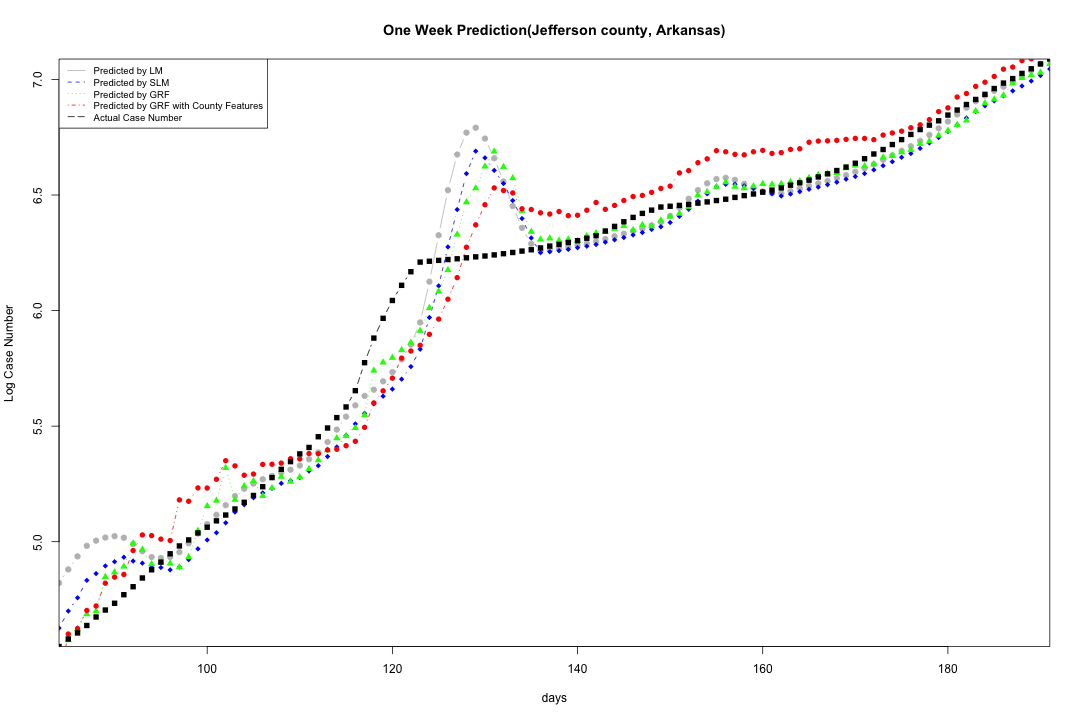 One Week Prediction(Jefferson county, Arkansas)
Predicted by LM
Predicted by SLM
Predicted by GRF
Predicted by GRF with County Features
Actual Case Number
7.0
6.5
6.0
5.5
5.0
Log Case Number
100 120 140 160 180
days